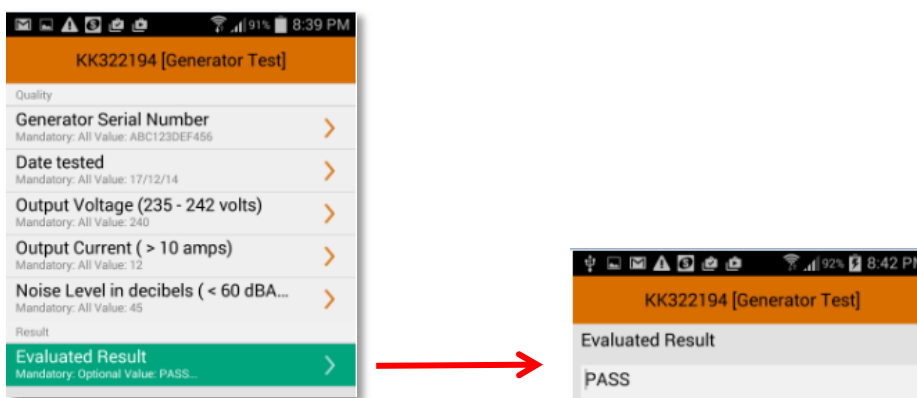 91% 8:39 PM
KK322194 [Generator Test]
Quality
Generator Serial Number
Mandatory: All Value: ABC123DEF456
Date tested
Mandatory: All Value: 17/12/14
Output Voltage (235 - 242 volts)
Mandatory: All Value: 240
Output Current ( > 10 amps)
Mandatory: All Value: 12
Noise Level in decibels ( < 60 dBA...
Mandatory: All Value: 45
Result
Evaluated Result
Mandatory: Optional Value: PASS...
92% 8:42 PM
KK322194 [Generator Test]
Evaluated Result
PASS